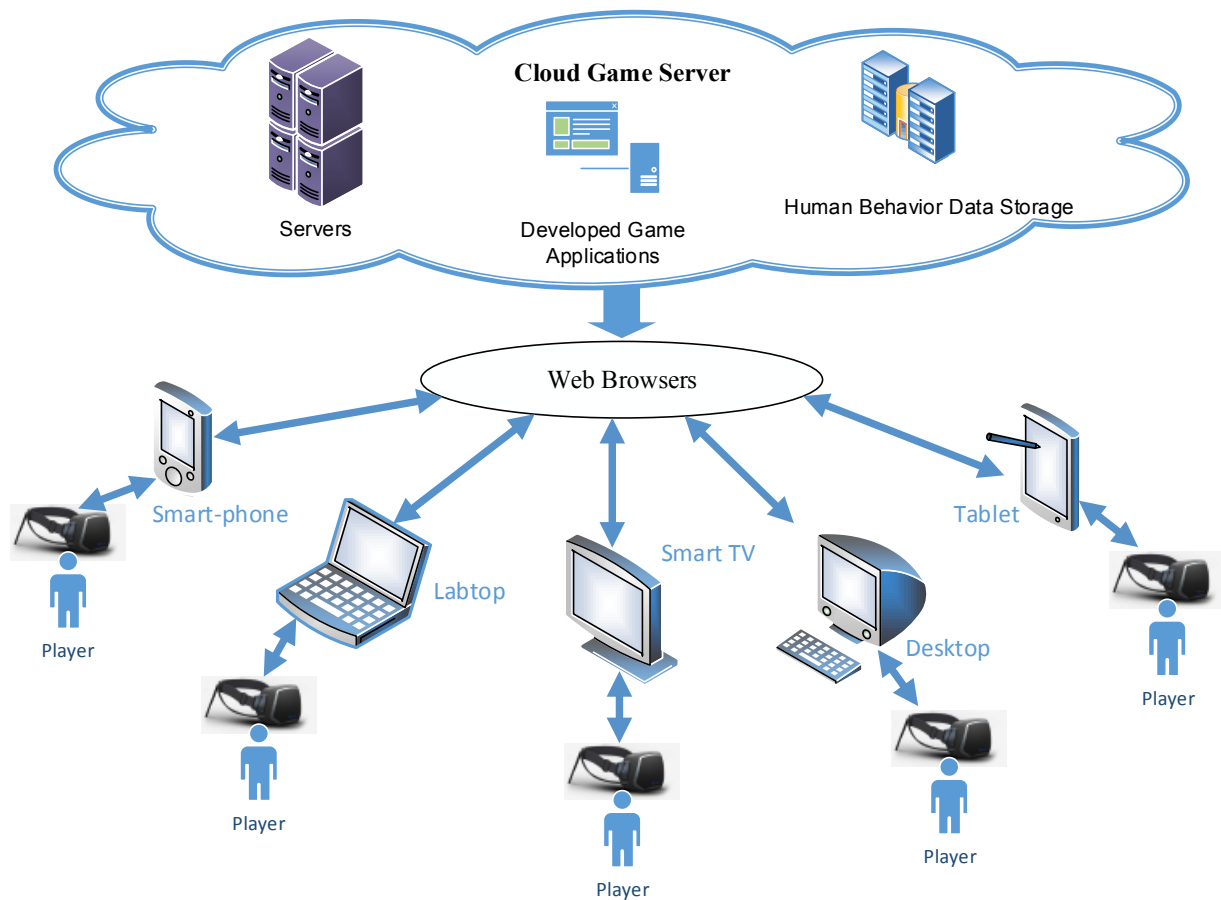 Cloud Game Server
Servers
Developed Game
Applications
Human Behavior Data Storage
Web Browsers
Smart-phone
Labtop
Smart TV
Desktop
Tablet
Player
Player
Player
Player
Player